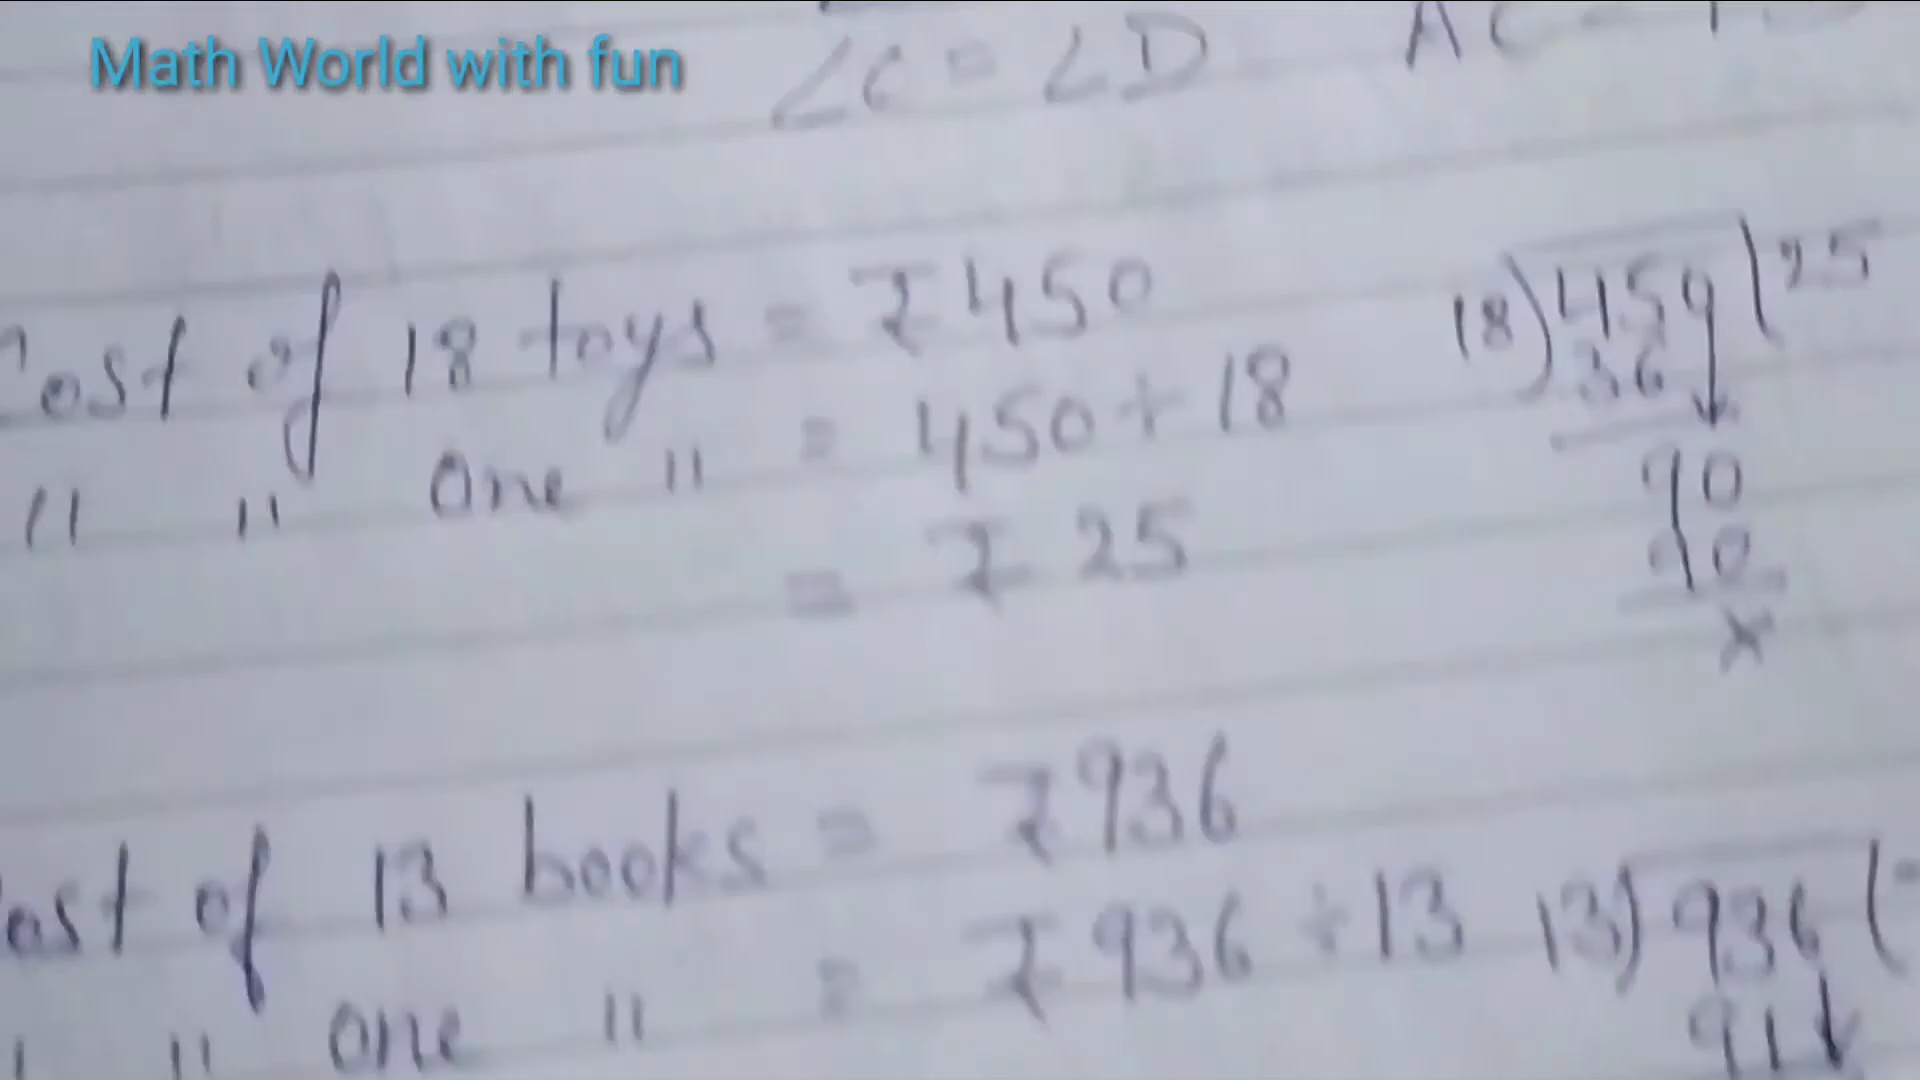 Math World with fun
∠C = ∠D AC =
Cost of 18 toys = ₹450
" " one " = 450÷18
= ₹ 25
18)450(25
36
90
90
x
Cost of 13 books = ₹936
" " one " = ₹936÷13
13)936(
91